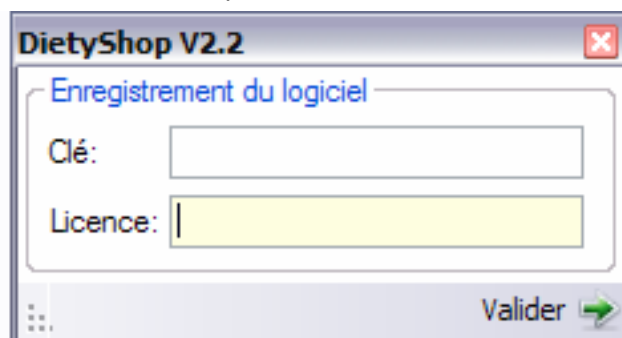 DietyShop V2.2
Enregistrement du logiciel
Clé:
Licence:
Valider